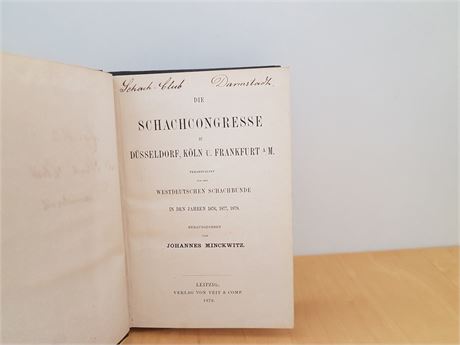 Schach-Club Darmstadt
DIE
SCHACHCONGRESSE
ZU
DÜSSELDORF, KÖLN U. FRANKFURT A/M.
VERANSTALTET
VON DEM
WESTDEUTSCHEN SCHACHBUNDE
IN DEN JAHREN 1876, 1877, 1878.
HERAUSGEGEBEN
VON
JOHANNES MINCKWITZ.
LEIPZIG,
VERLAG VON VEIT & COMP.
1879.